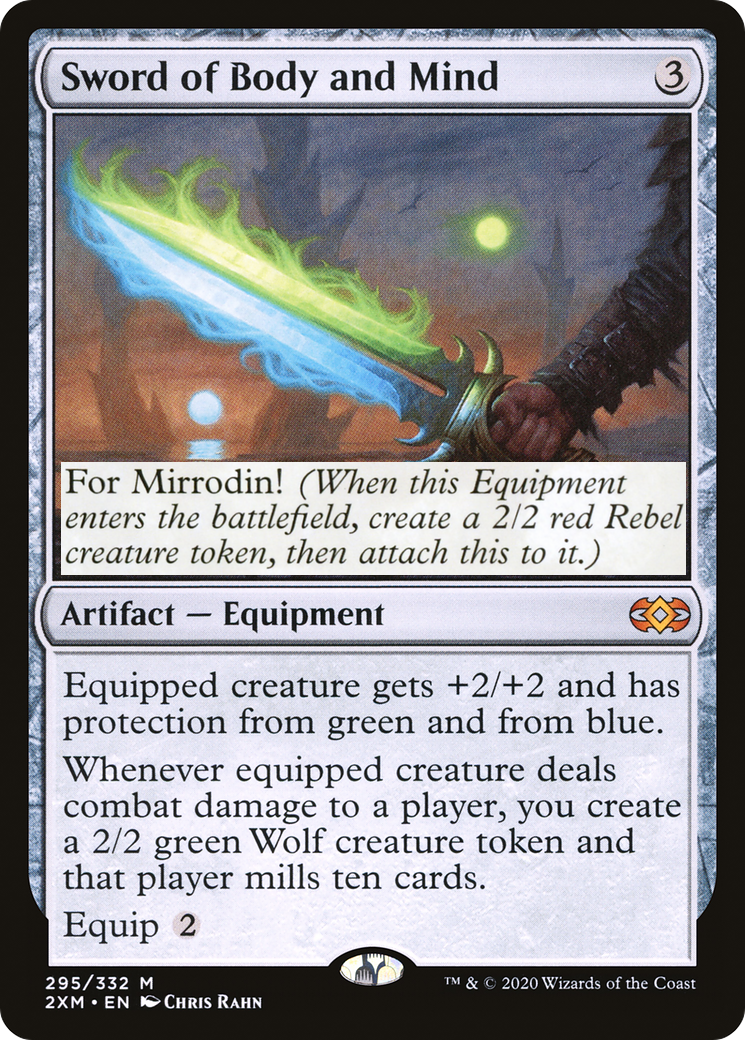 Sword of Body and Mind 3
For Mirrodin! (When this Equipment
enters the battlefield, create a 2/2 red Rebel
creature token, then attach this to it.)
Artifact — Equipment
Equipped creature gets +2/+2 and has
protection from green and from blue.
Whenever equipped creature deals
combat damage to a player, you create
a 2/2 green Wolf creature token and
that player mills ten cards.
Equip 2
295/332 M
2XM • EN Chris Rahn
™ & © 2020 Wizards of the Coast